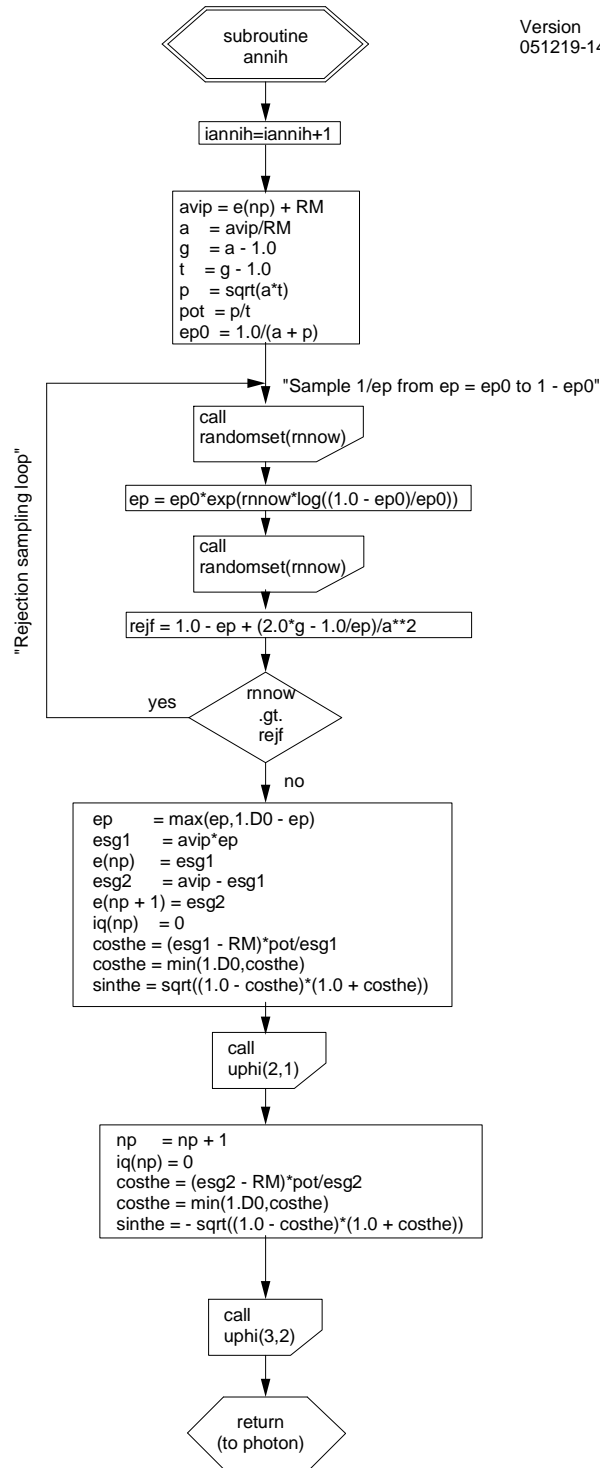 subroutine
annih
Version
051219-14
iannih=iannih+1
avip = e(np) + RM
a = avip/RM
g = a - 1.0
t = g - 1.0
p = sqrt(a*t)
pot = p/t
ep0 = 1.0/(a + p)
"Sample 1/ep from ep = ep0 to 1 - ep0"
call
randomset(rnnow)
"Rejection sampling loop"
ep = ep0*exp(rnnow*log((1.0 - ep0)/ep0))
call
randomset(rnnow)
rejf = 1.0 - ep + (2.0*g - 1.0/ep)/a**2
yes
rnnow
.gt.
rejf
no
ep = max(ep,1.D0 - ep)
esg1 = avip*ep
e(np) = esg1
esg2 = avip - esg1
e(np + 1) = esg2
iq(np) = 0
costhe = (esg1 - RM)*pot/esg1
costhe = min(1.D0,costhe)
sinthe = sqrt((1.0 - costhe)*(1.0 + costhe))
call
uphi(2,1)
np = np + 1
iq(np) = 0
costhe = (esg2 - RM)*pot/esg2
costhe = min(1.D0,costhe)
sinthe = - sqrt((1.0 - costhe)*(1.0 + costhe))
call
uphi(3,2)
return
(to photon)